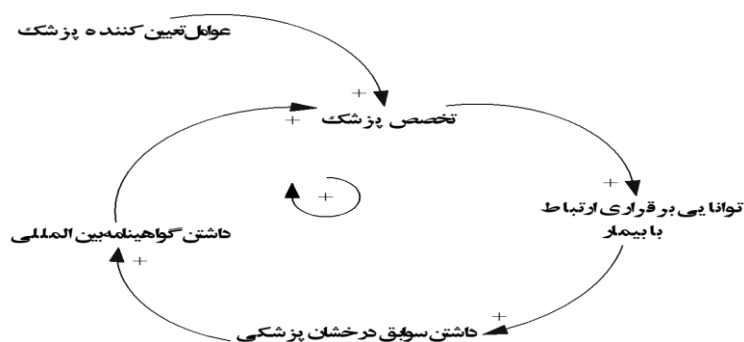 عوامل تعیین کننده پزشک
+
تخصص پزشک
+
+
+
توانایی برقراری ارتباط
با بیمار
داشتن گواهینامه بین المللی
+
+
داشتن سوابق درخشان پزشکی